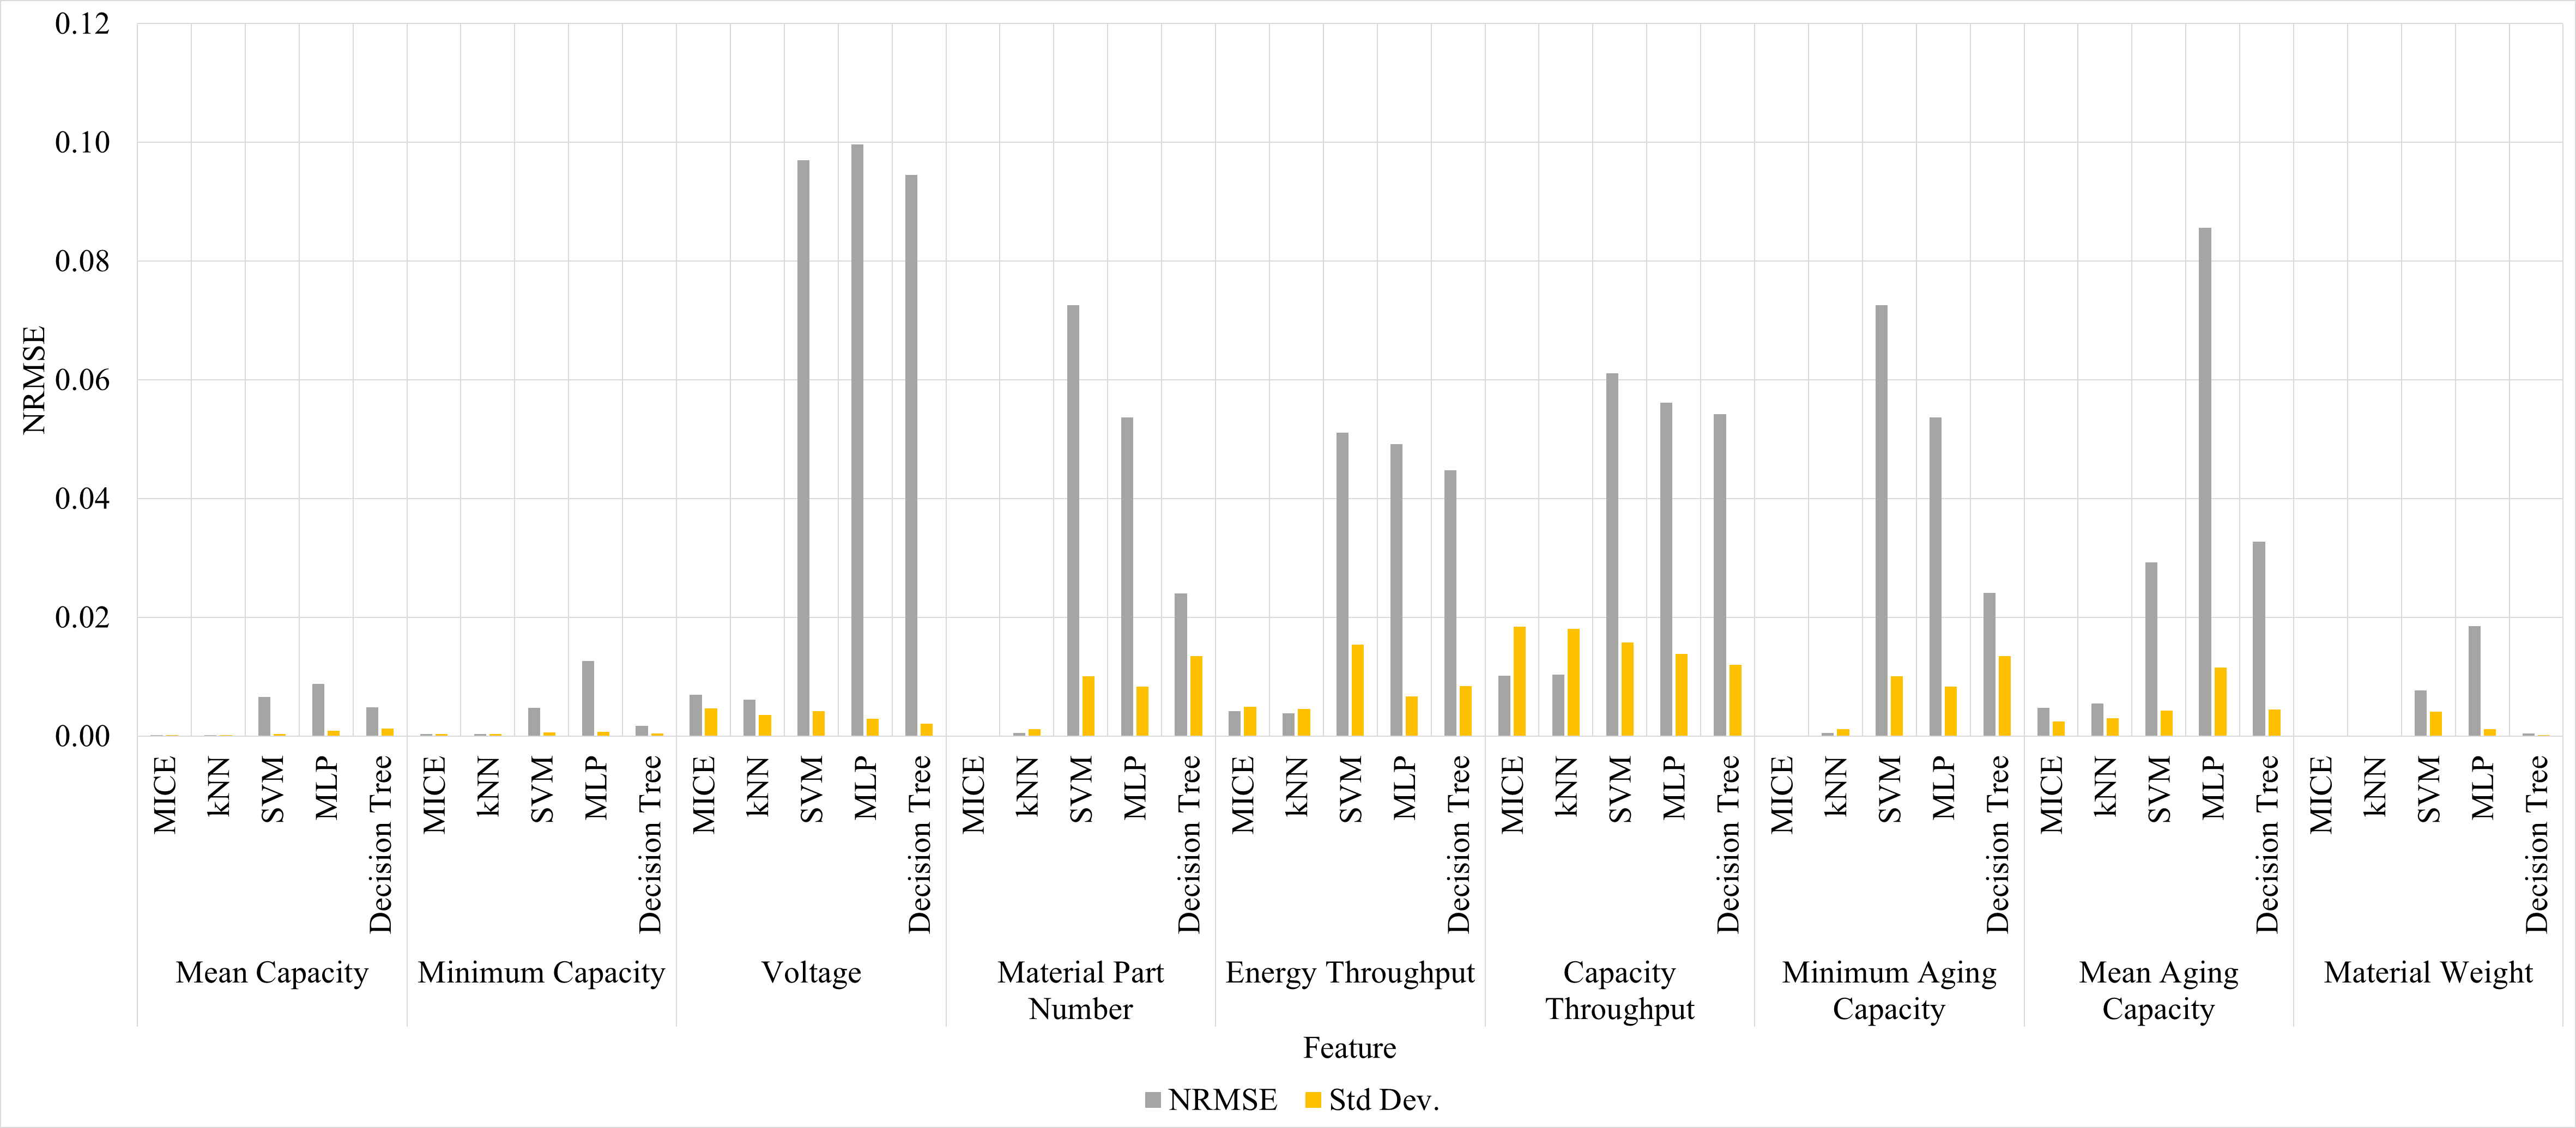 0.12
0.10
0.08
0.06
0.04
0.02
0.00
NRMSE
MICE
kNN
SVM
MLP
Decision Tree
MICE
kNN
SVM
MLP
Decision Tree
MICE
kNN
SVM
MLP
Decision Tree
MICE
kNN
SVM
MLP
Decision Tree
MICE
kNN
SVM
MLP
Decision Tree
MICE
kNN
SVM
MLP
Decision Tree
MICE
kNN
SVM
MLP
Decision Tree
MICE
kNN
SVM
MLP
Decision Tree
MICE
kNN
SVM
MLP
Decision Tree
Mean Capacity
Minimum Capacity
Voltage
Material Part
Number
Energy Throughput
Capacity
Throughput
Minimum Aging
Capacity
Mean Aging
Capacity
Material Weight
Feature
NRMSE
Std Dev.